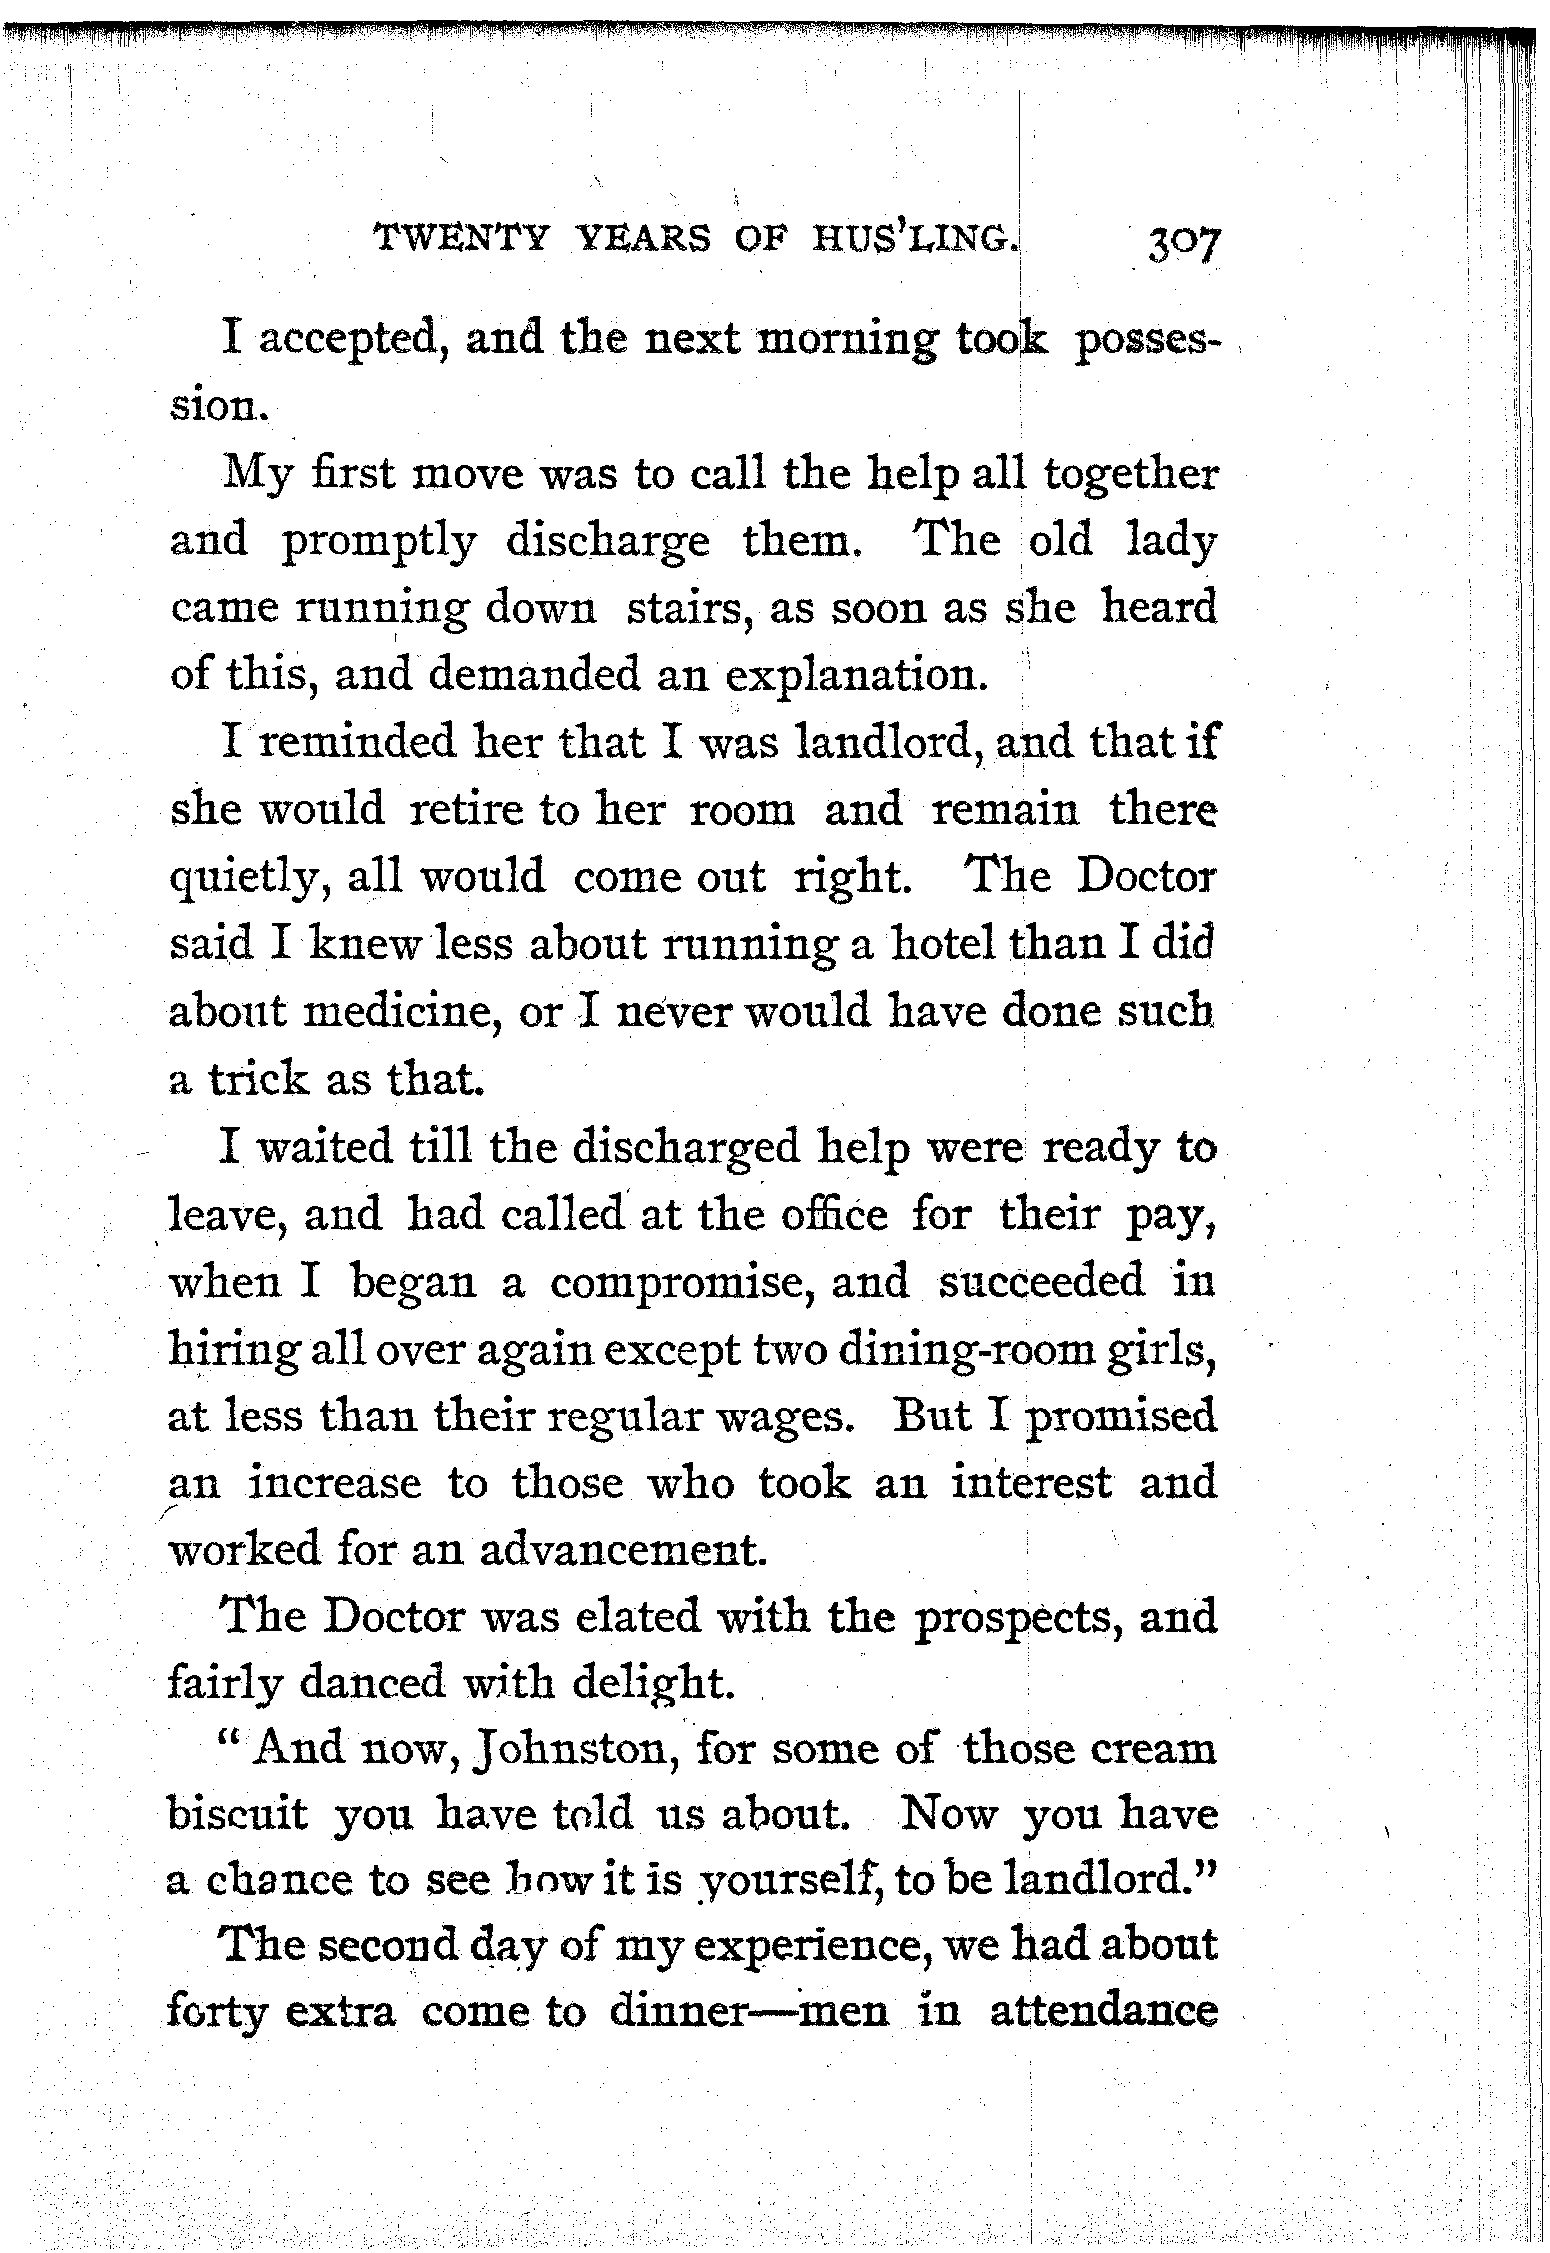 TWENTY YEARS OF HUS'LING. 307
I accepted, and the next morning took posses-
sion.
My first move was to call the help all together
and promptly discharge them. The old lady
came running down stairs, as soon as she heard
of this, and demanded an explanation.
I reminded her that I was landlord, and that if
she would retire to her room and remain there
quietly, all would come out right. The Doctor
said I knew less about running a hotel than I did
about medicine, or I never would have done such
a trick as that.
I waited till the discharged help were ready to
leave, and had called at the office for their pay,
when I began a compromise, and succeeded in
hiring all over again except two dining-room girls,
at less than their regular wages. But I promised
an increase to those who took an interest and
worked for an advancement.
The Doctor was elated with the prospects, and
fairly danced with delight.
" And now, Johnston, for some of those cream
biscuit you have told us about. Now you have
a chance to see how it is yourself, to be landlord."
The second day of my experience, we had about
forty extra come to dinner—men in attendance